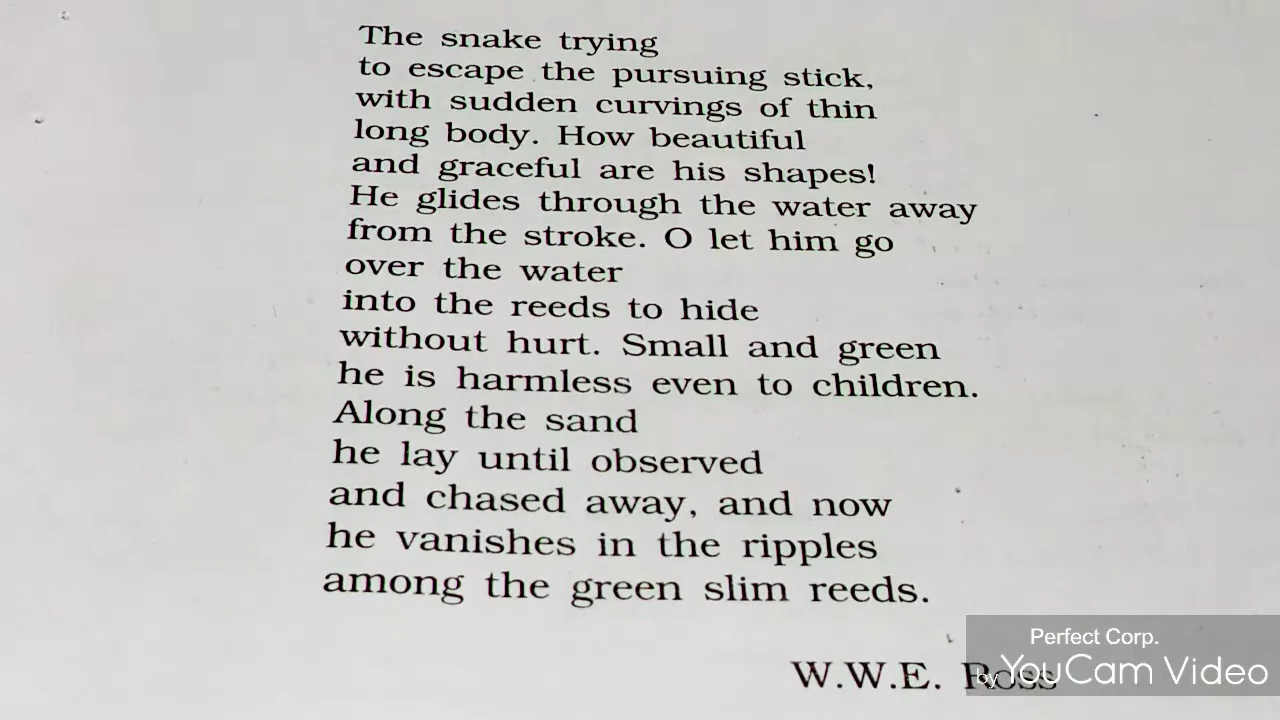 The snake trying
to escape the pursuing stick,
with sudden curvings of thin
long body. How beautiful
and graceful are his shapes!
He glides through the water away
from the stroke. O let him go
over the water
into the reeds to hide
without hurt. Small and green
he is harmless even to children.
Along the sand
he lay until observed
and chased away, and now
he vanishes in the ripples
among the green slim reeds.
W.W.E. Ross
Perfect Corp.
by YouCam Video